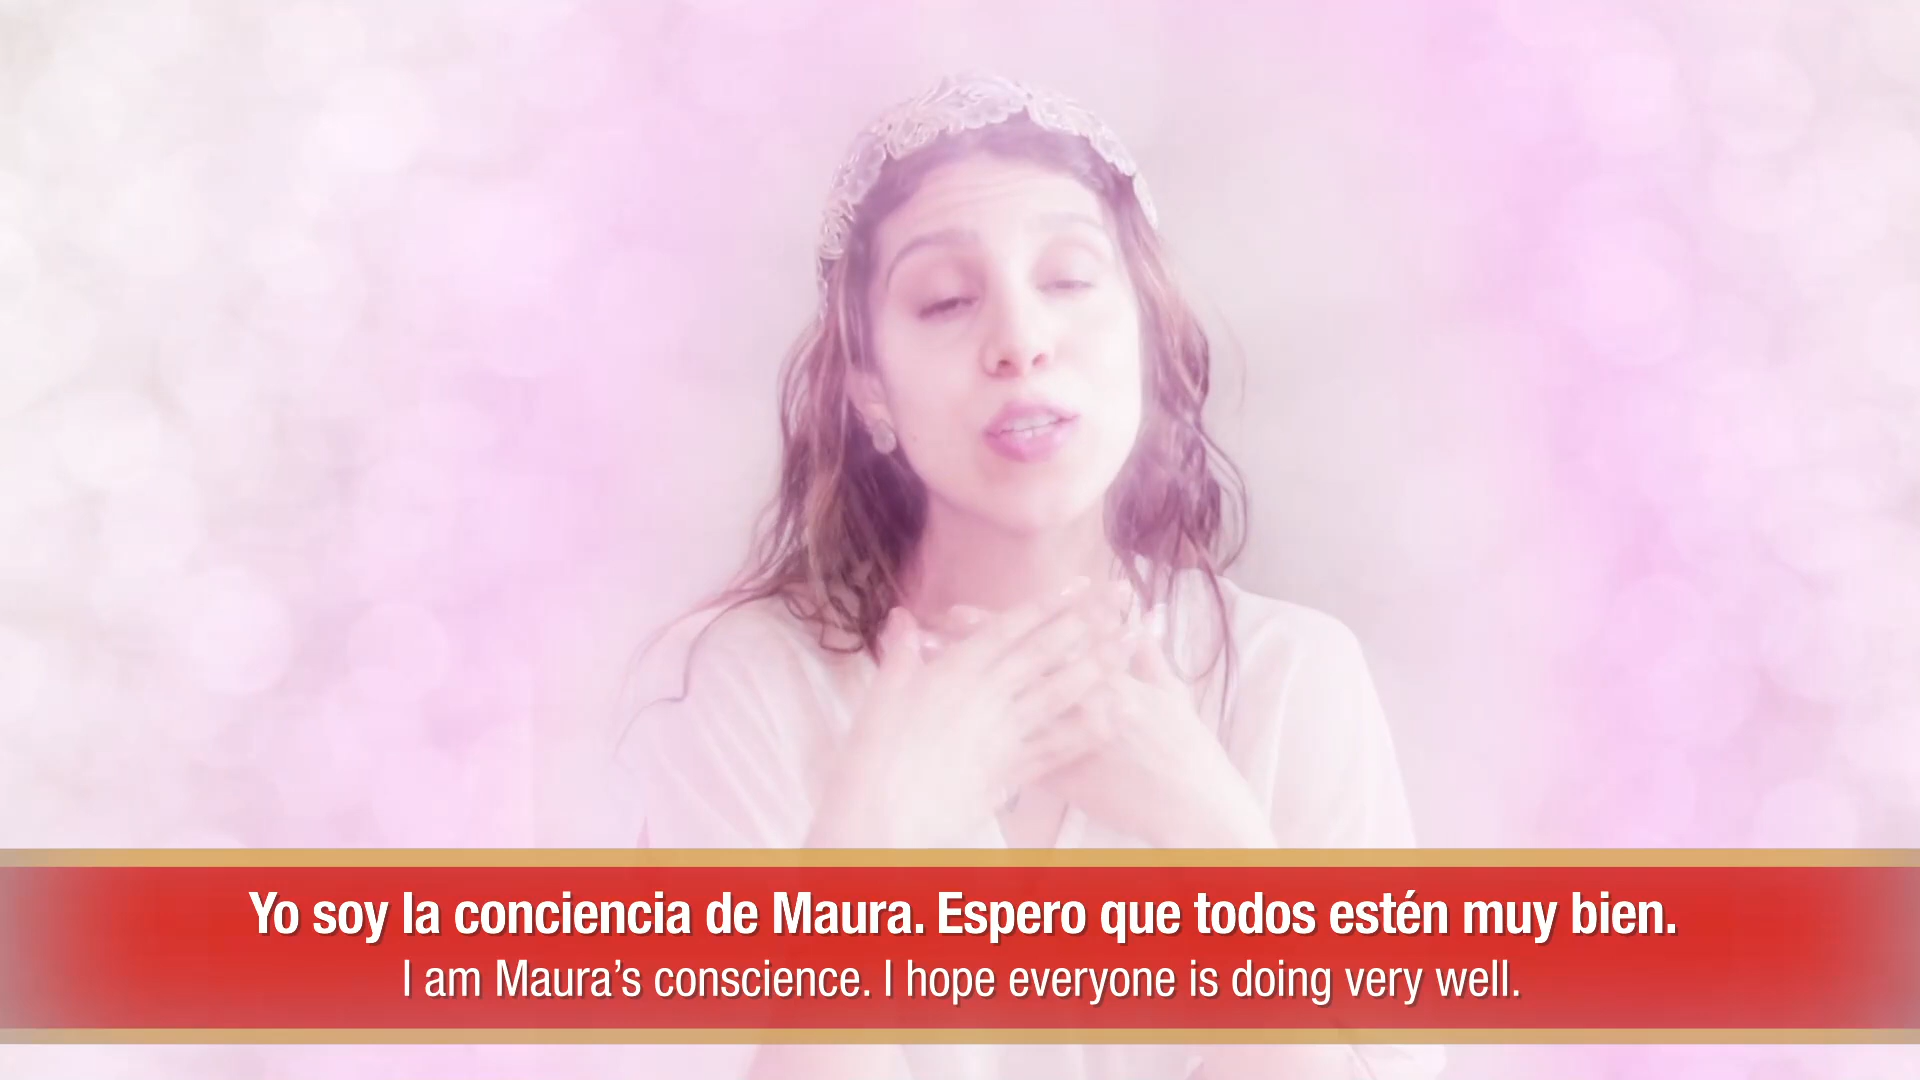 Yo soy la conciencia de Maura. Espero que todos estén muy bien.
I am Maura’s conscience. I hope everyone is doing very well.